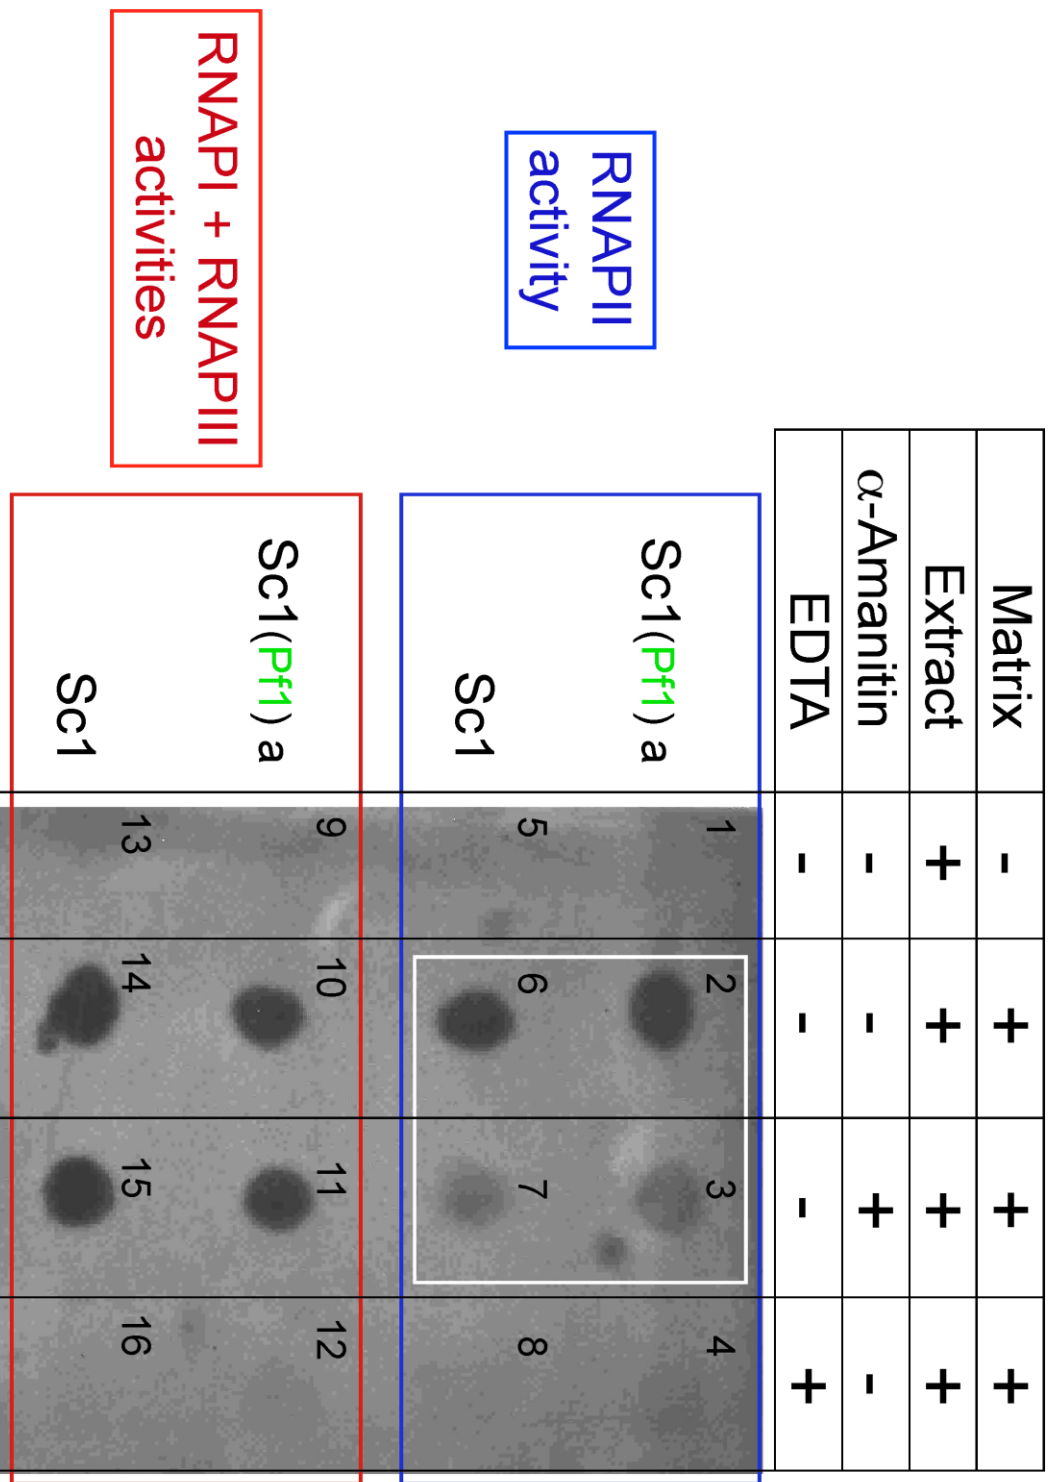 Matrix - + + +
Extract + + + +
α-Amanitin - - + -
EDTA - - - +
RNAPII
activity
Sc1(Pf1) a
1 2 3 4
Sc1
5 6 7 8
RNAPI + RNAPIII
activities
Sc1(Pf1) a
9 10 11 12
Sc1
13 14 15 16